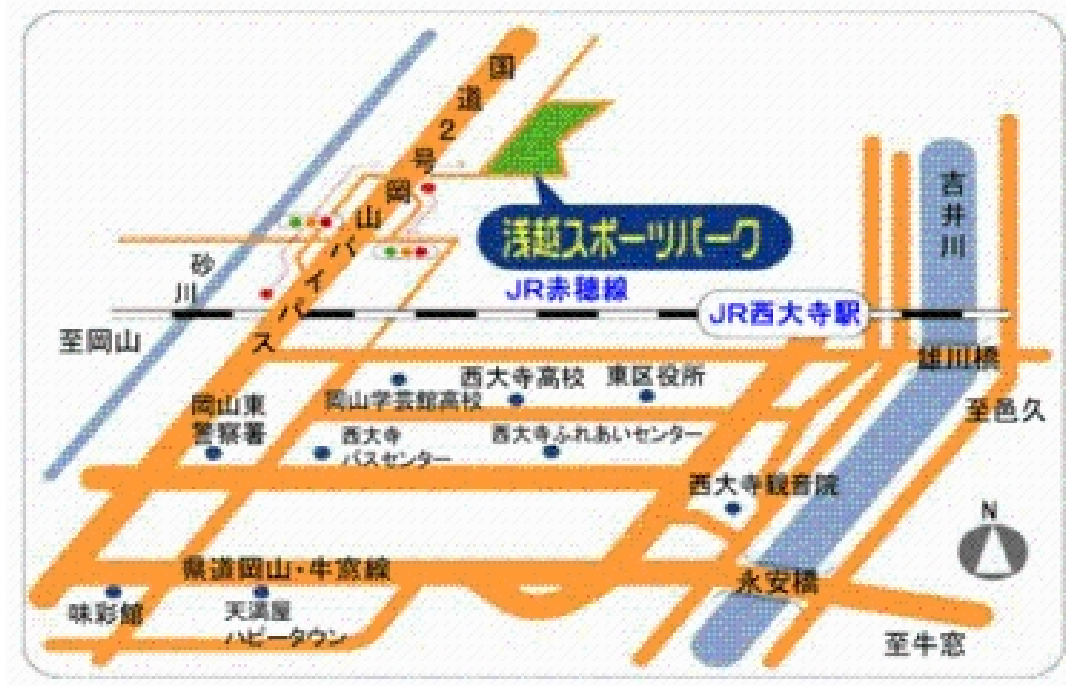 国道2号岡山バイパス
吉井川
浅越スポーツパーク
砂川
JR赤穂線
JR西大寺駅
至岡山
雄川橋
西大寺高校
東区役所
岡山学芸館高校
岡山東
警察署
至邑久
西大寺
バスセンター
西大寺ふれあいセンター
西大寺観音院
N
県道岡山・牛窓線
永安橋
味彩館
天満屋
ハピータウン
至牛窓